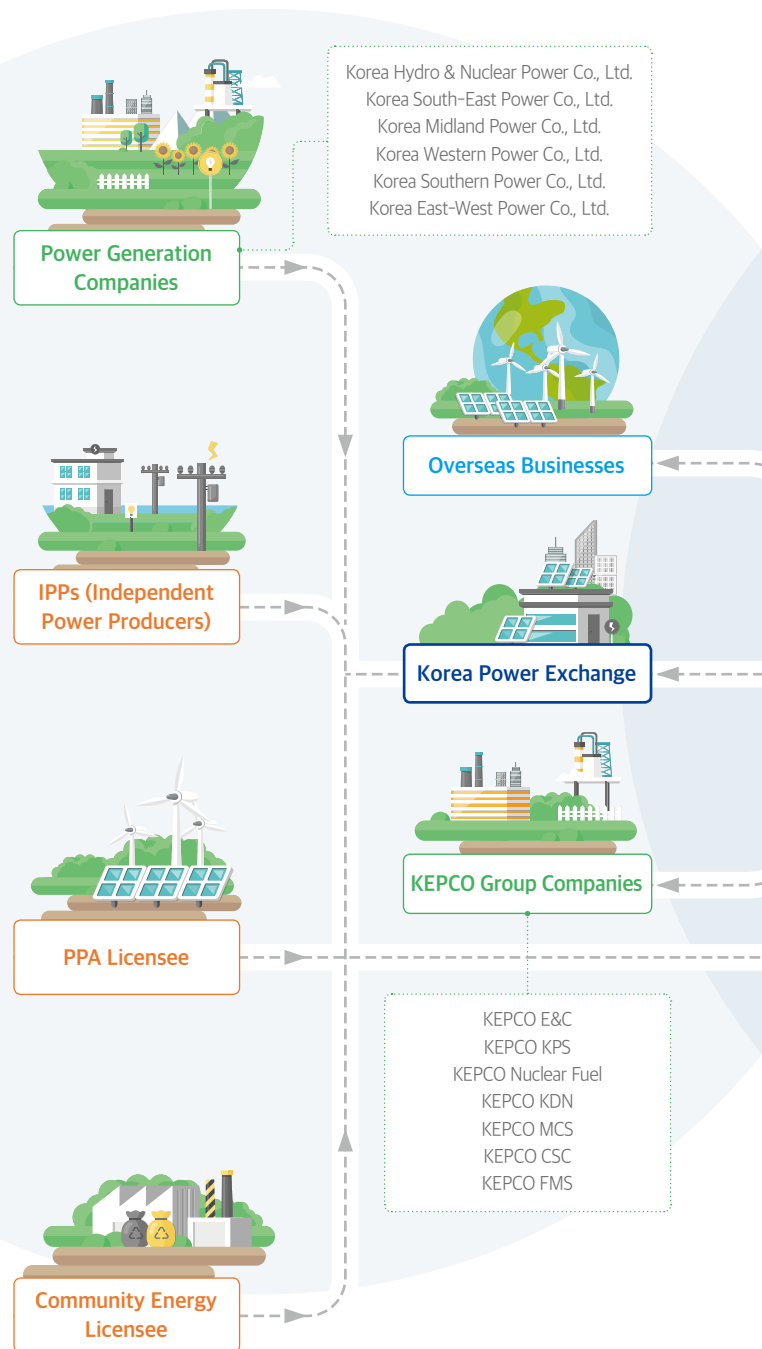 Korea Hydro & Nuclear Power Co., Ltd.
Korea South-East Power Co., Ltd.
Korea Midland Power Co., Ltd.
Korea Western Power Co., Ltd.
Korea Southern Power Co., Ltd.
Korea East-West Power Co., Ltd.
Power Generation
Companies
Overseas Businesses
IPPs (Independent
Power Producers)
Korea Power Exchange
KEPCO Group Companies
PPA Licensee
KEPCO E&C
KEPCO KPS
KEPCO Nuclear Fuel
KEPCO KDN
KEPCO MCS
KEPCO CSC
KEPCO FMS
Community Energy
Licensee